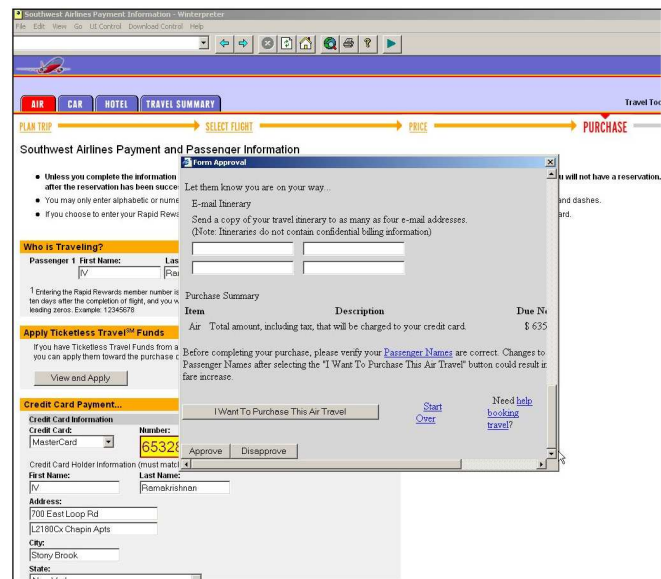 Southwest Airlines Payment Information - Winterpreter
File Edit View Go UI Control Download Control Help
AIR CAR HOTEL TRAVEL SUMMARY
Travel Too
PLAN TRIP SELECT FLIGHT PRICE PURCHASE
Southwest Airlines Payment and Passenger Information
Unless you complete the information
u will not have a reservation.
after the reservation has been succe
You may only enter alphabetic or nume
and dashes.
If you choose to enter your Rapid Rewa
ard.
Who is Traveling?
Passenger 1 First Name: Las
IV Ra
1 Entering the Rapid Rewards member number is
ten days after the completion of flight, and you w
leading zeros. Example: 12345678
Apply Ticketless Travel℠ Funds
If you have Ticketless Travel Funds from a
you can apply them toward the purchase o
View and Apply
Credit Card Payment...
Credit Card Information
Credit Card: Number:
MasterCard 65328
Credit Card Holder Information (must matc
First Name: Last Name:
IV Ramakrishnan
Address:
700 East Loop Rd
L2180Cx Chapin Apts
City:
Stony Brook
State:
Form Approval
Let them know you are on your way...
E-mail Itinerary
Send a copy of your travel itinerary to as many as four e-mail addresses.
(Note: Itineraries do not contain confidential billing information)
Purchase Summary
Item Description Due No
Air Total amount, including tax, that will be charged to your credit card. $ 635
Before completing your purchase, please verify your Passenger Names are correct. Changes to
Passenger Names after selecting the "I Want To Purchase This Air Travel" button could result in
fare increase.
I Want To Purchase This Air Travel
Start Over
Need help booking travel?
Approve Disapprove